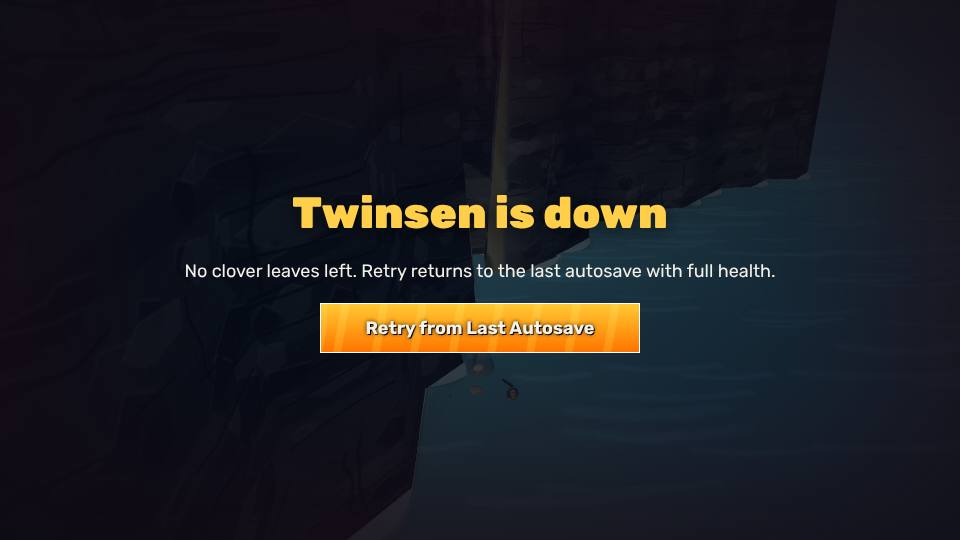 Twinsen is down
No clover leaves left. Retry returns to the last autosave with full health.
Retry from Last Autosave